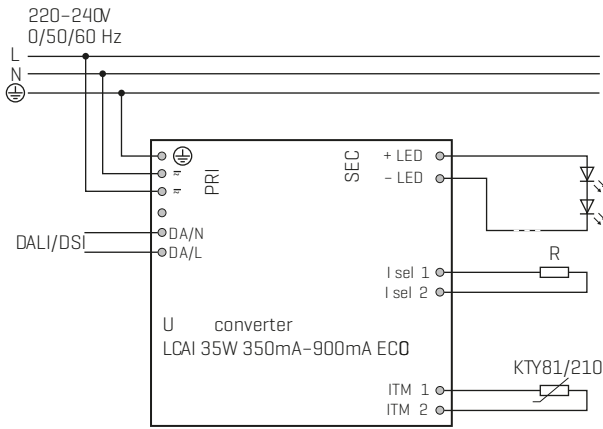 220–240V
0/50/60 Hz
L
N
PRI
SEC
+ LED
– LED
DALI/DSI
DA/N
DA/L
I sel 1
I sel 2
R
U converter
LCAI 35W 350mA–900mA ECO
KTY81/210
ITM 1
ITM 2